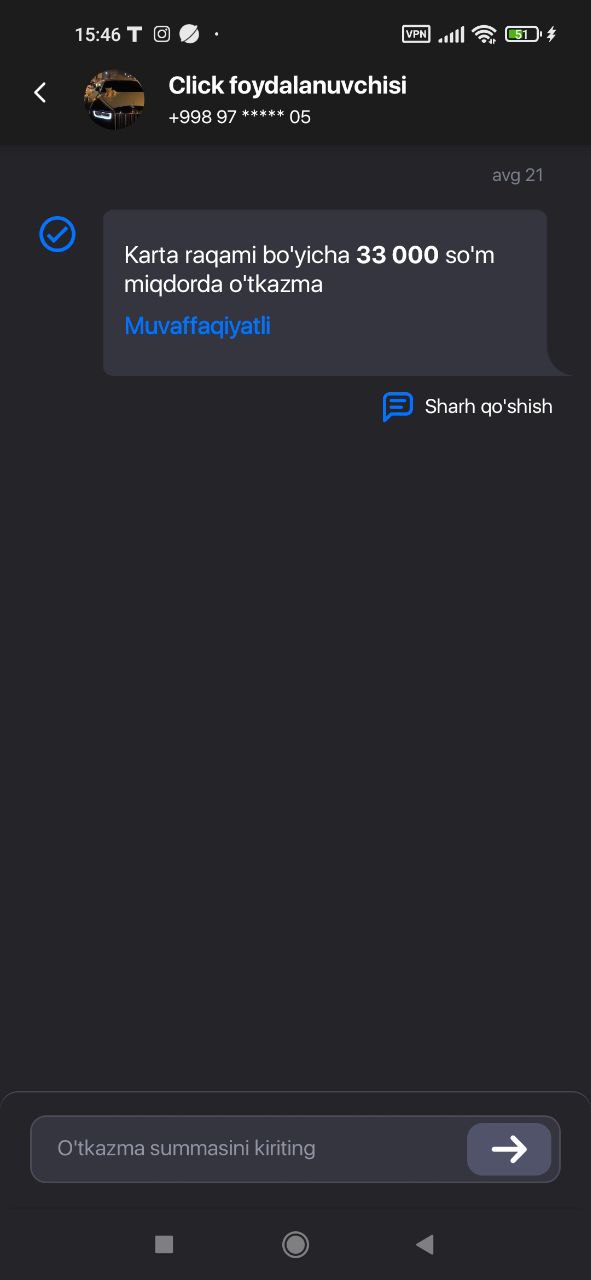 15:46
VPN
51
Click foydalanuvchisi
+998 97 ***** 05
avg 21
Karta raqami bo'yicha 33 000 so'm
miqdorda o'tkazma
Muvaffaqiyatli
Sharh qo'shish
O'tkazma summasini kiriting